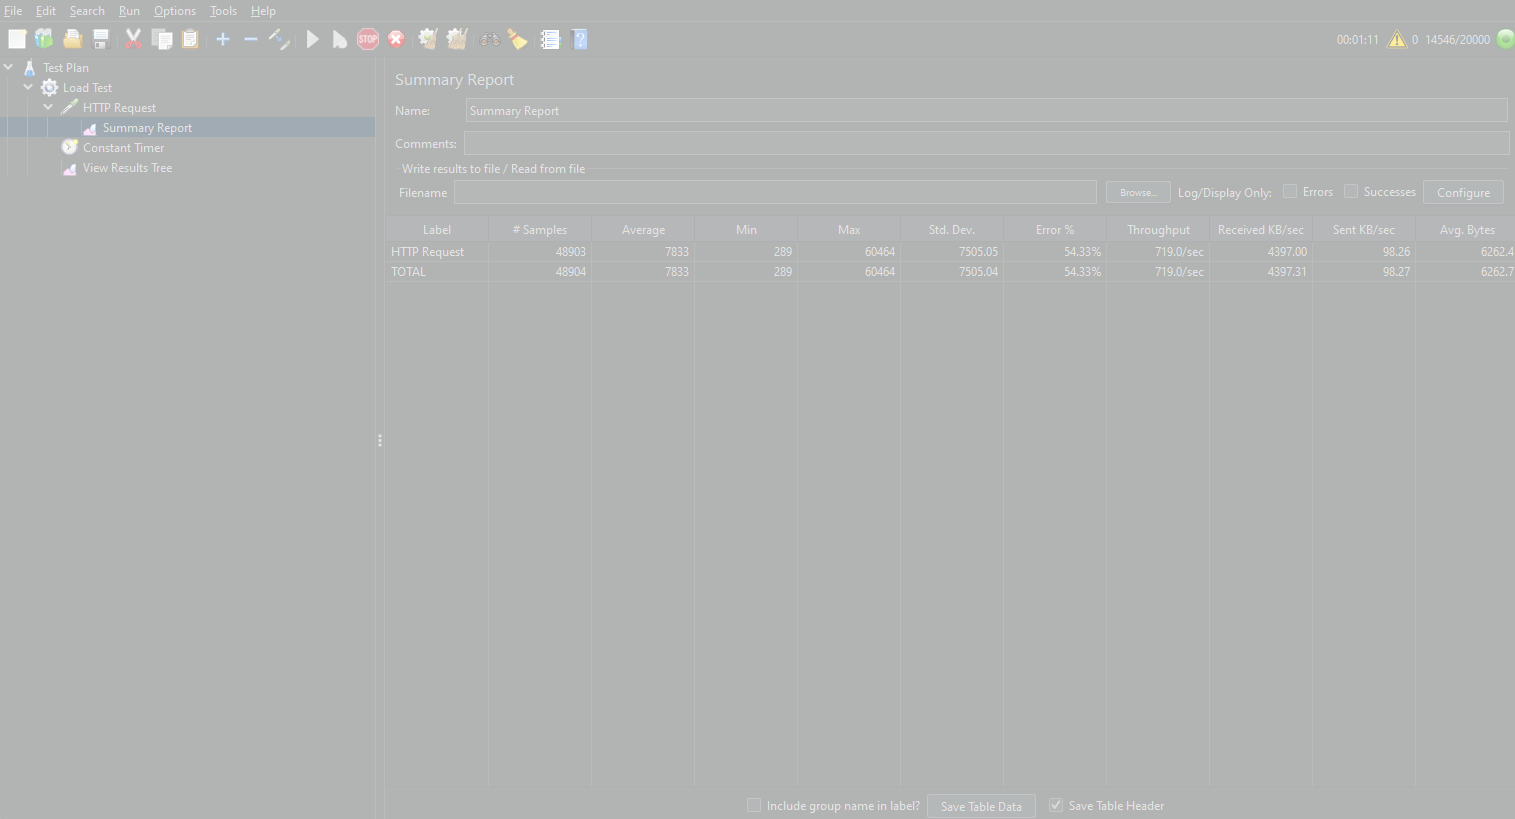 File Edit Search Run Options Tools Help
STOP
00:01:11 0 14546/20000
Test Plan
Load Test
HTTP Request
Summary Report
Constant Timer
View Results Tree
Summary Report
Name: Summary Report
Comments:
Write results to file / Read from file
Filename Browse... Log/Display Only: Errors Successes Configure
Label # Samples Average Min Max Std. Dev. Error % Throughput Received KB/sec Sent KB/sec Avg. Bytes
HTTP Request 48903 7833 289 60464 7505.05 54.33% 719.0/sec 4397.00 98.26 6262.4
TOTAL 48904 7833 289 60464 7505.04 54.33% 719.0/sec 4397.31 98.27 6262.7
Include group name in label? Save Table Data Save Table Header